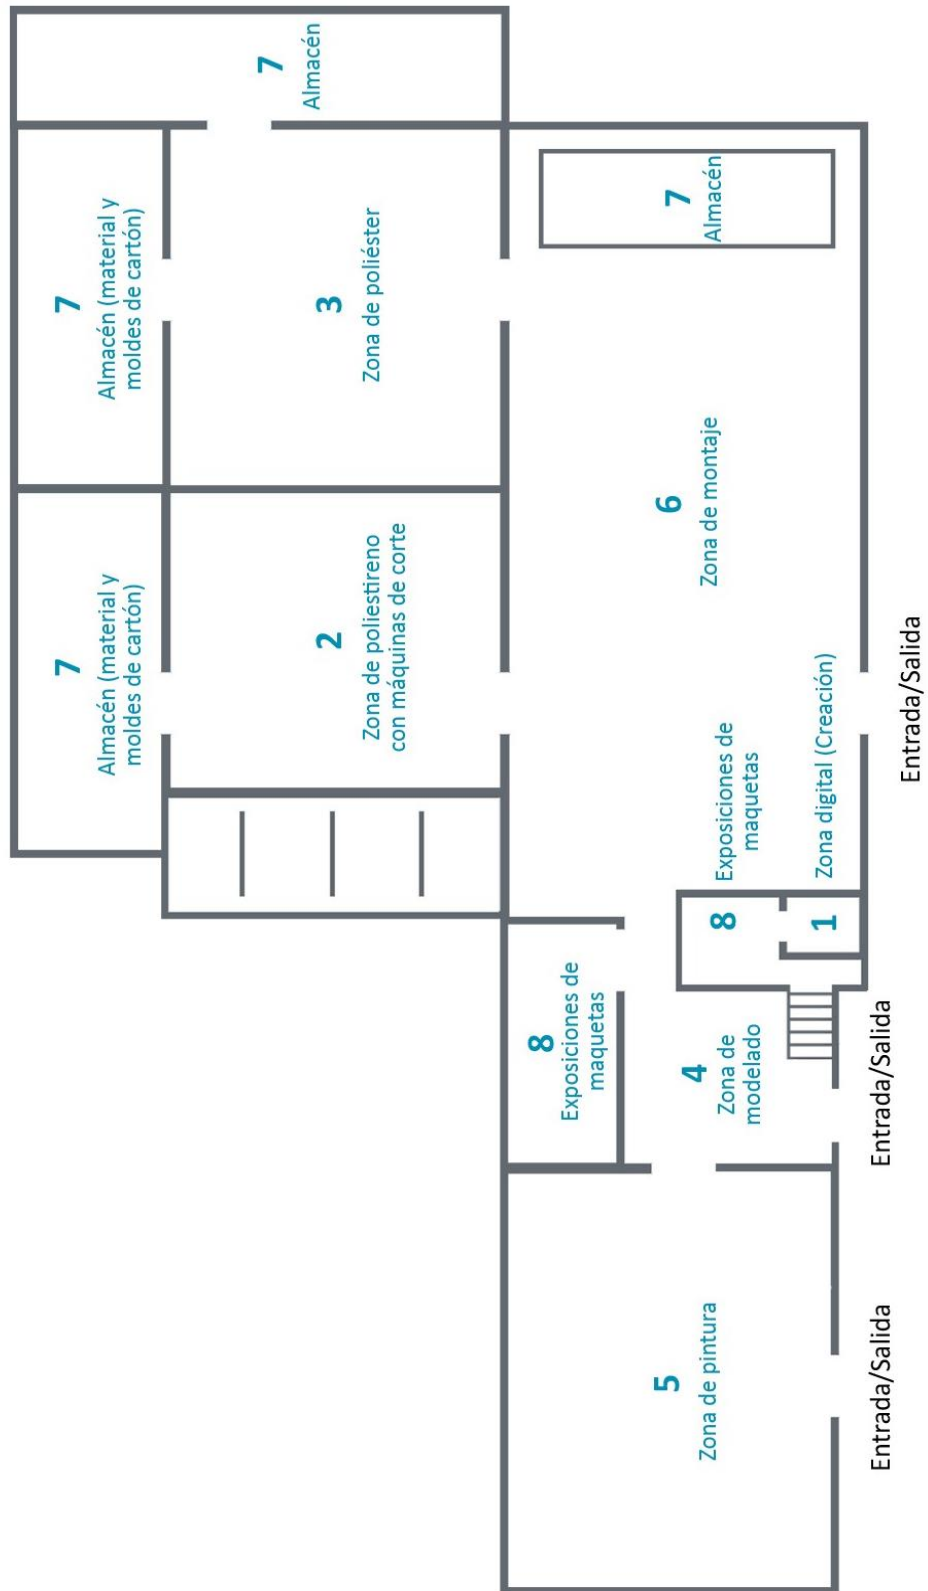 7
Almacén (material y
moldes de cartón)
7
Almacén (material y
moldes de cartón)
7
Almacén
2
Zona de poliestireno
con máquinas de corte
3
Zona de poliéster
8
Exposiciones de
maquetas
5
Zona de pintura
4
Zona de
modelado
8
Exposiciones de
maquetas
6
Zona de montaje
7
Almacén
1
Zona digital (Creación)
Entrada/Salida
Entrada/Salida
Entrada/Salida